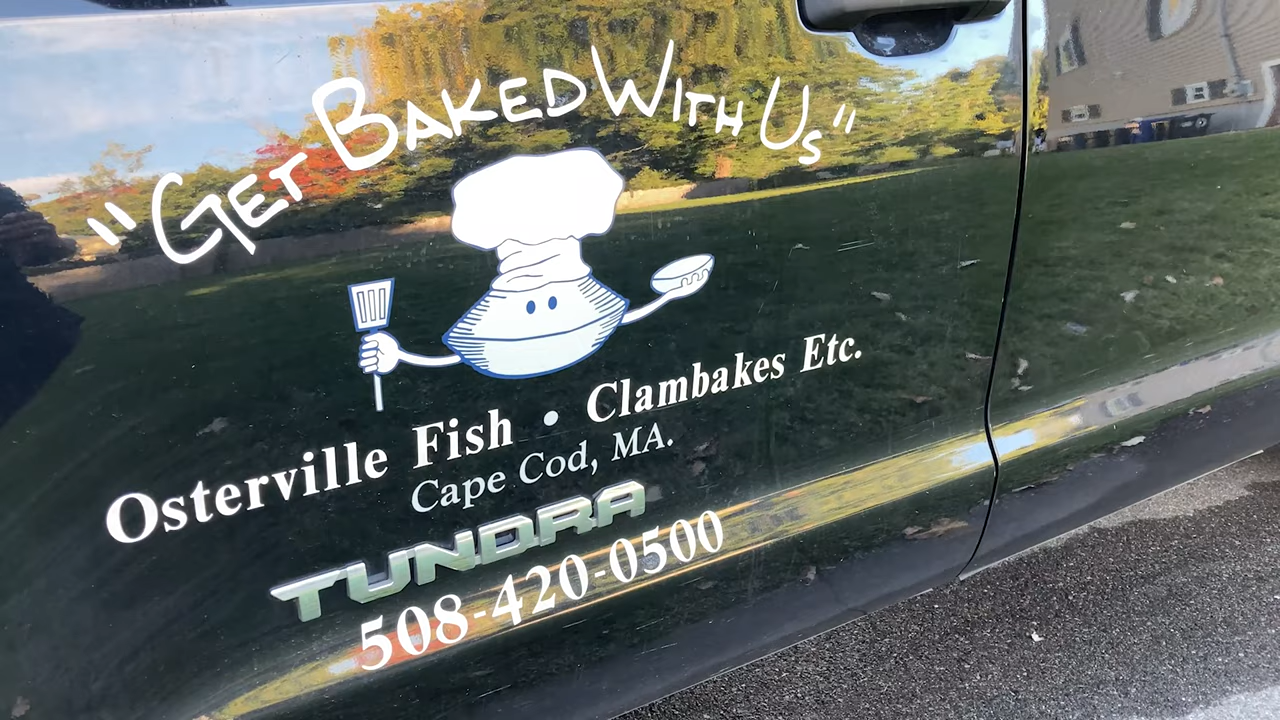 "GET BAKED WITH Us"
Osterville Fish • Clambakes Etc.
Cape Cod, MA.
TUNDRA
508-420-0500